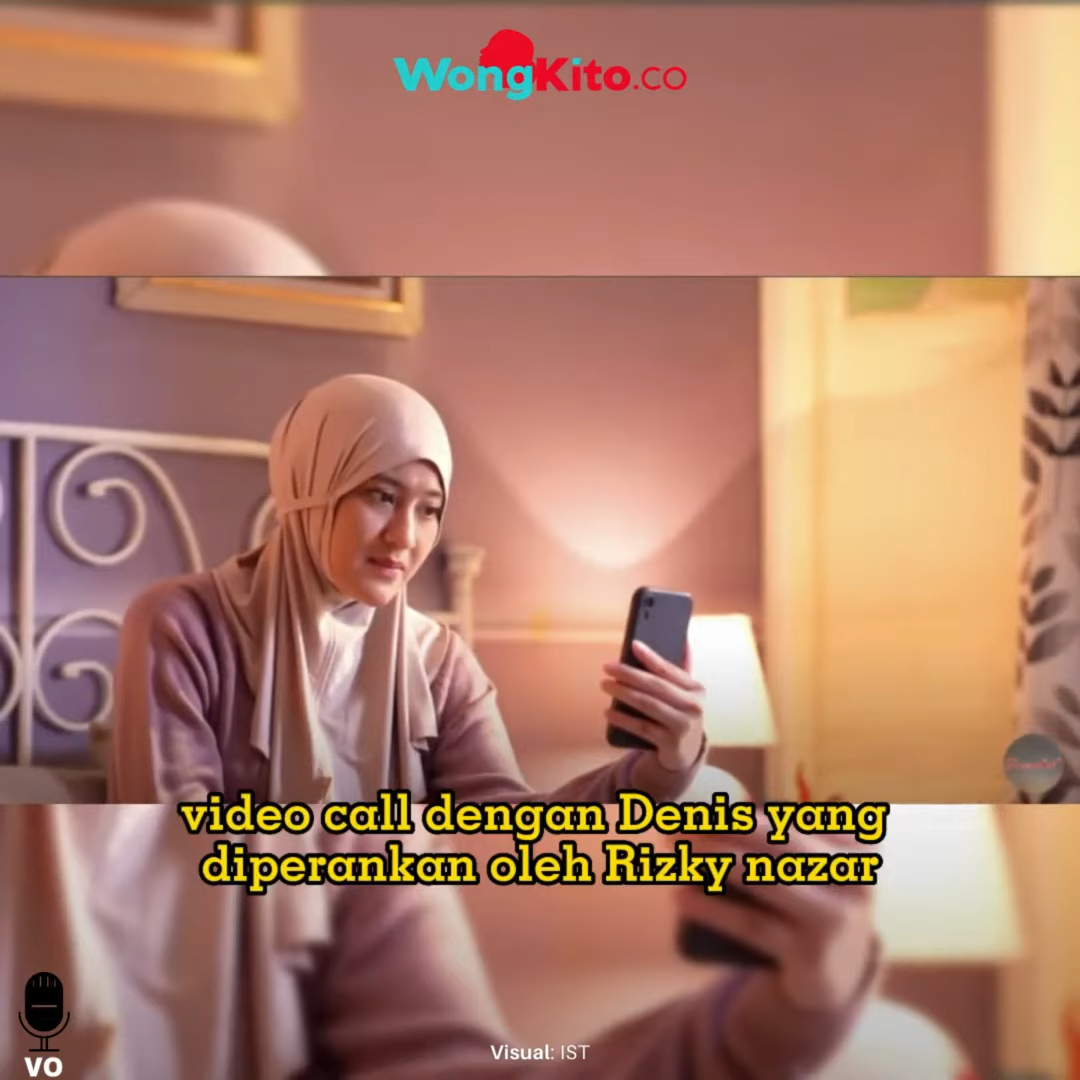 WongKito.co
video call dengan Denis yang
diperankan oleh Rizky nazar
VO
Visual: IST